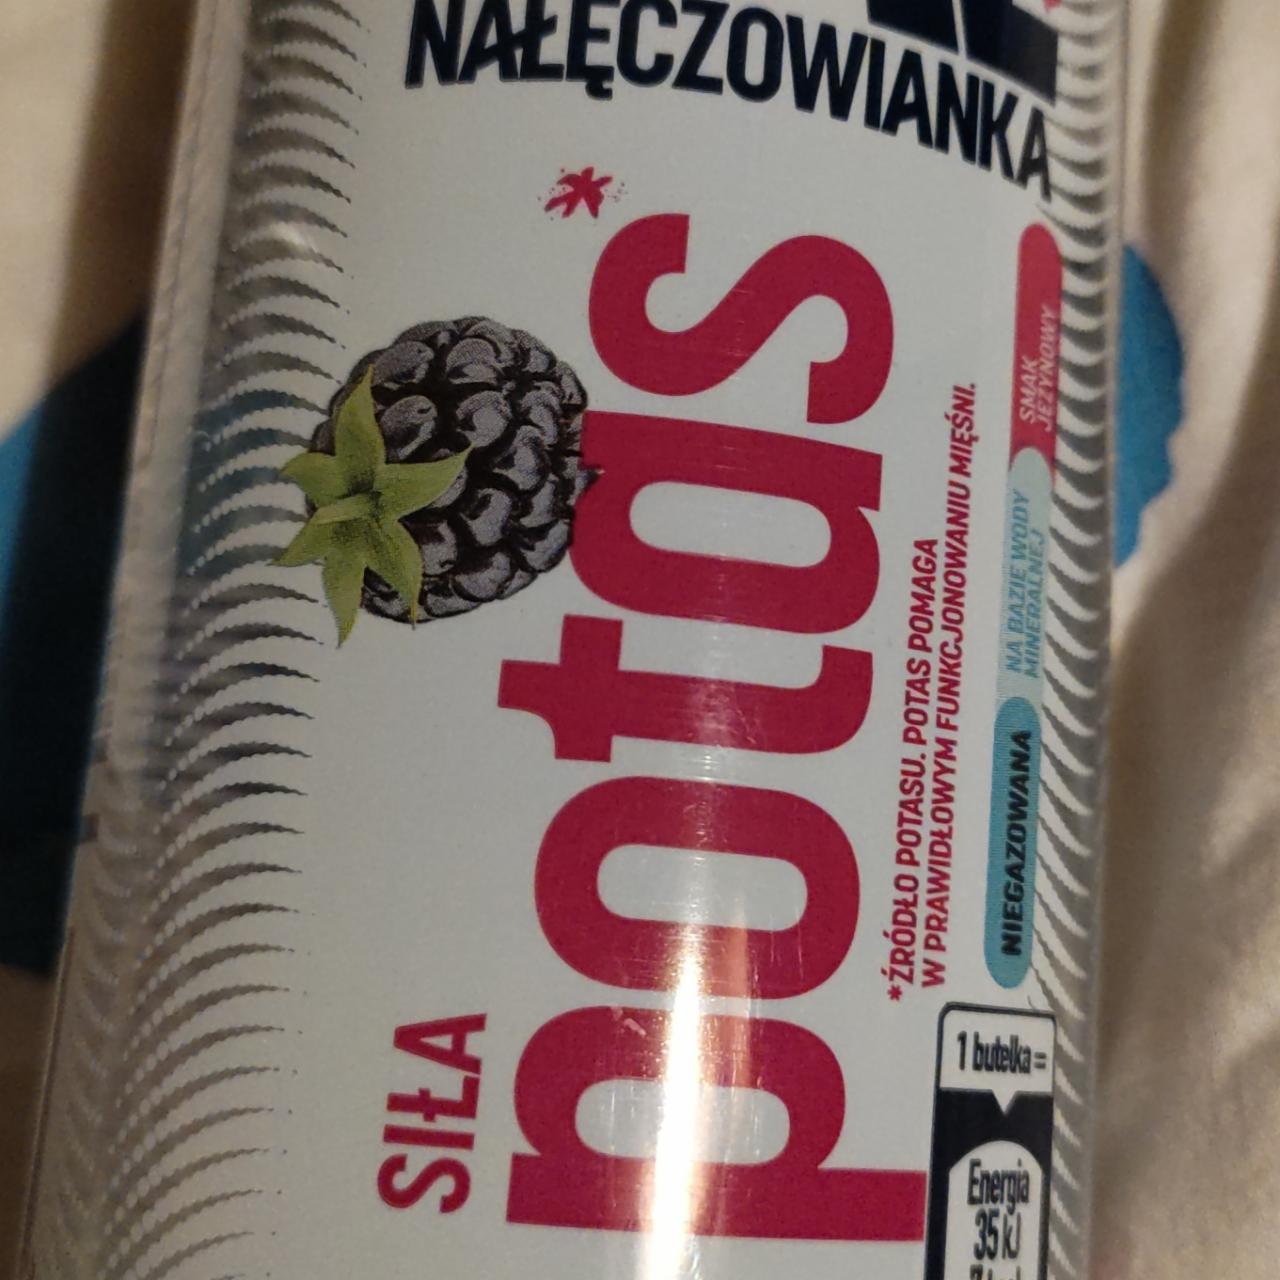 NAŁĘCZOWIANKA
SIŁA
potas*
*ŹRÓDŁO POTASU. POTAS POMAGA
W PRAWIDŁOWYM FUNKCJONOWANIU MIĘŚNI.
NIEGAZOWANA
NA BAZIE WODY
MINERALNEJ
SMAK
JEŻYNOWY
1 butelka =
Energia
35 kJ